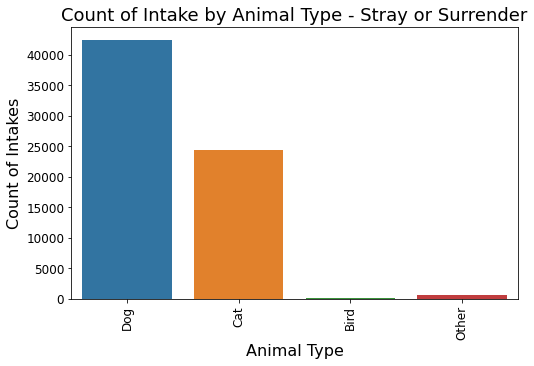 Count of Intake by Animal Type - Stray or Surrender
Count of Intakes
40000
35000
30000
25000
20000
15000
10000
5000
0
Dog
Cat
Bird
Other
Animal Type